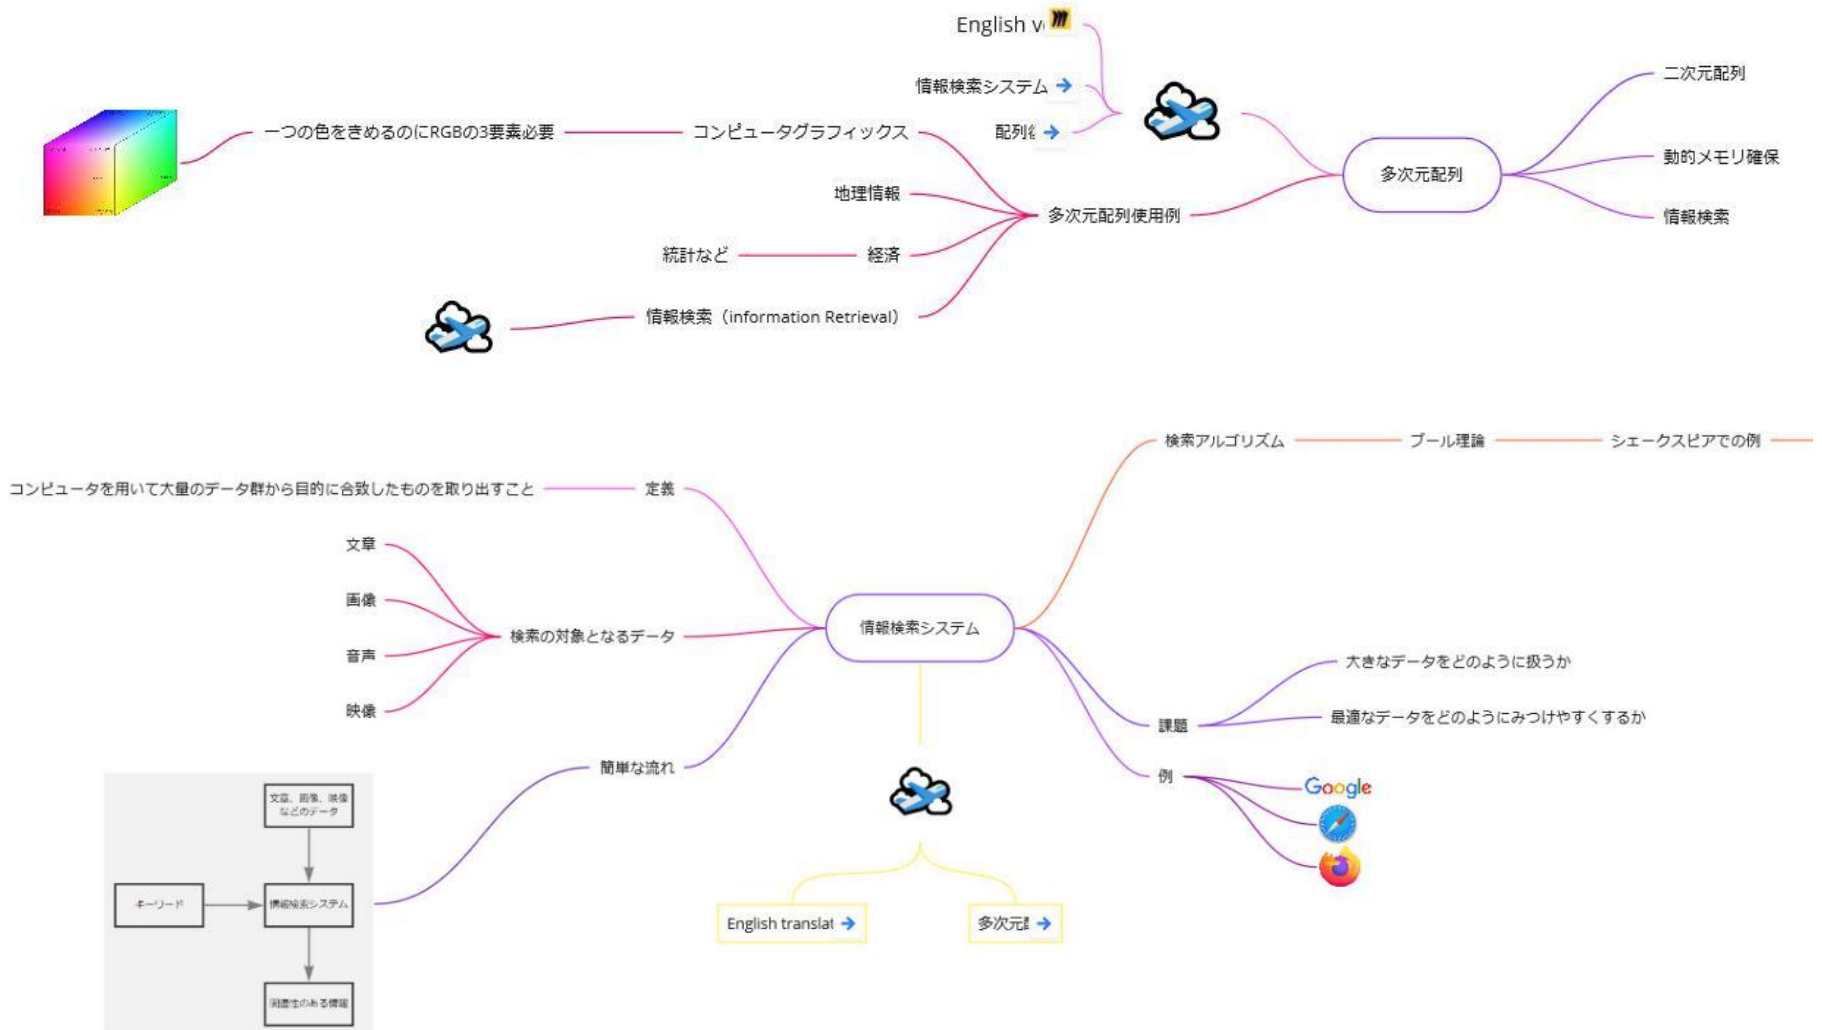 English
情報検索システム
配列
二次元配列
一つの色をきめるのにRGBの3要素必要
コンピュータグラフィックス
動的メモリ確保
多次元配列
地理情報
多次元配列使用例
情報検索
統計など
経済
情報検索（information Retrieval）
検索アルゴリズム
ブール理論
シェークスピアでの例
コンピュータを用いて大量のデータ群から目的に合致したものを取り出すこと
定義
文章
画像
検索の対象となるデータ
音声
映像
情報検索システム
大きなデータをどのように扱うか
最適なデータをどのようにみつけやすくするか
課題
簡単な流れ
例
Google
文章、画像、映像
などのデータ
キーワード
情報検索システム
関連性のある情報
English translat
多次元